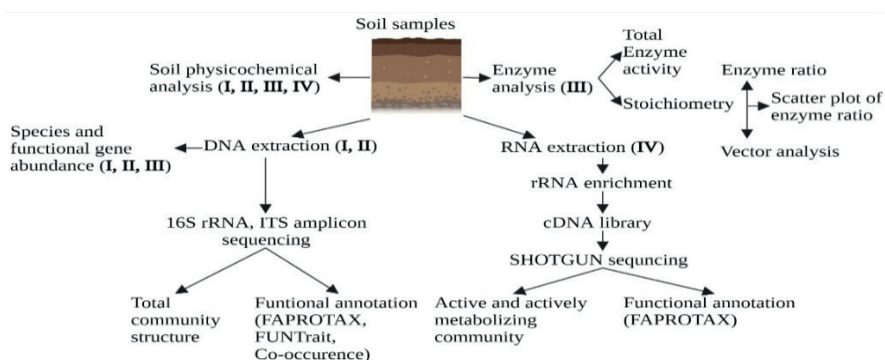 Soil samples
Soil physicochemical
analysis (I, II, III, IV)
Enzyme
analysis (III)
Total
Enzyme
activity
Stoichiometry
Enzyme ratio
Scatter plot of
enzyme ratio
Vector analysis
Species and
functional gene
abundance (I, II, III)
DNA extraction (I, II)
RNA extraction (IV)
rRNA enrichment
cDNA library
SHOTGUN sequncing
16S rRNA, ITS amplicon
sequencing
Total
community
structure
Funtional annotation
(FAPROTAX,
FUNTrait,
Co-occurence)
Active and actively
metabolizing
community
Functional annotation
(FAPROTAX)